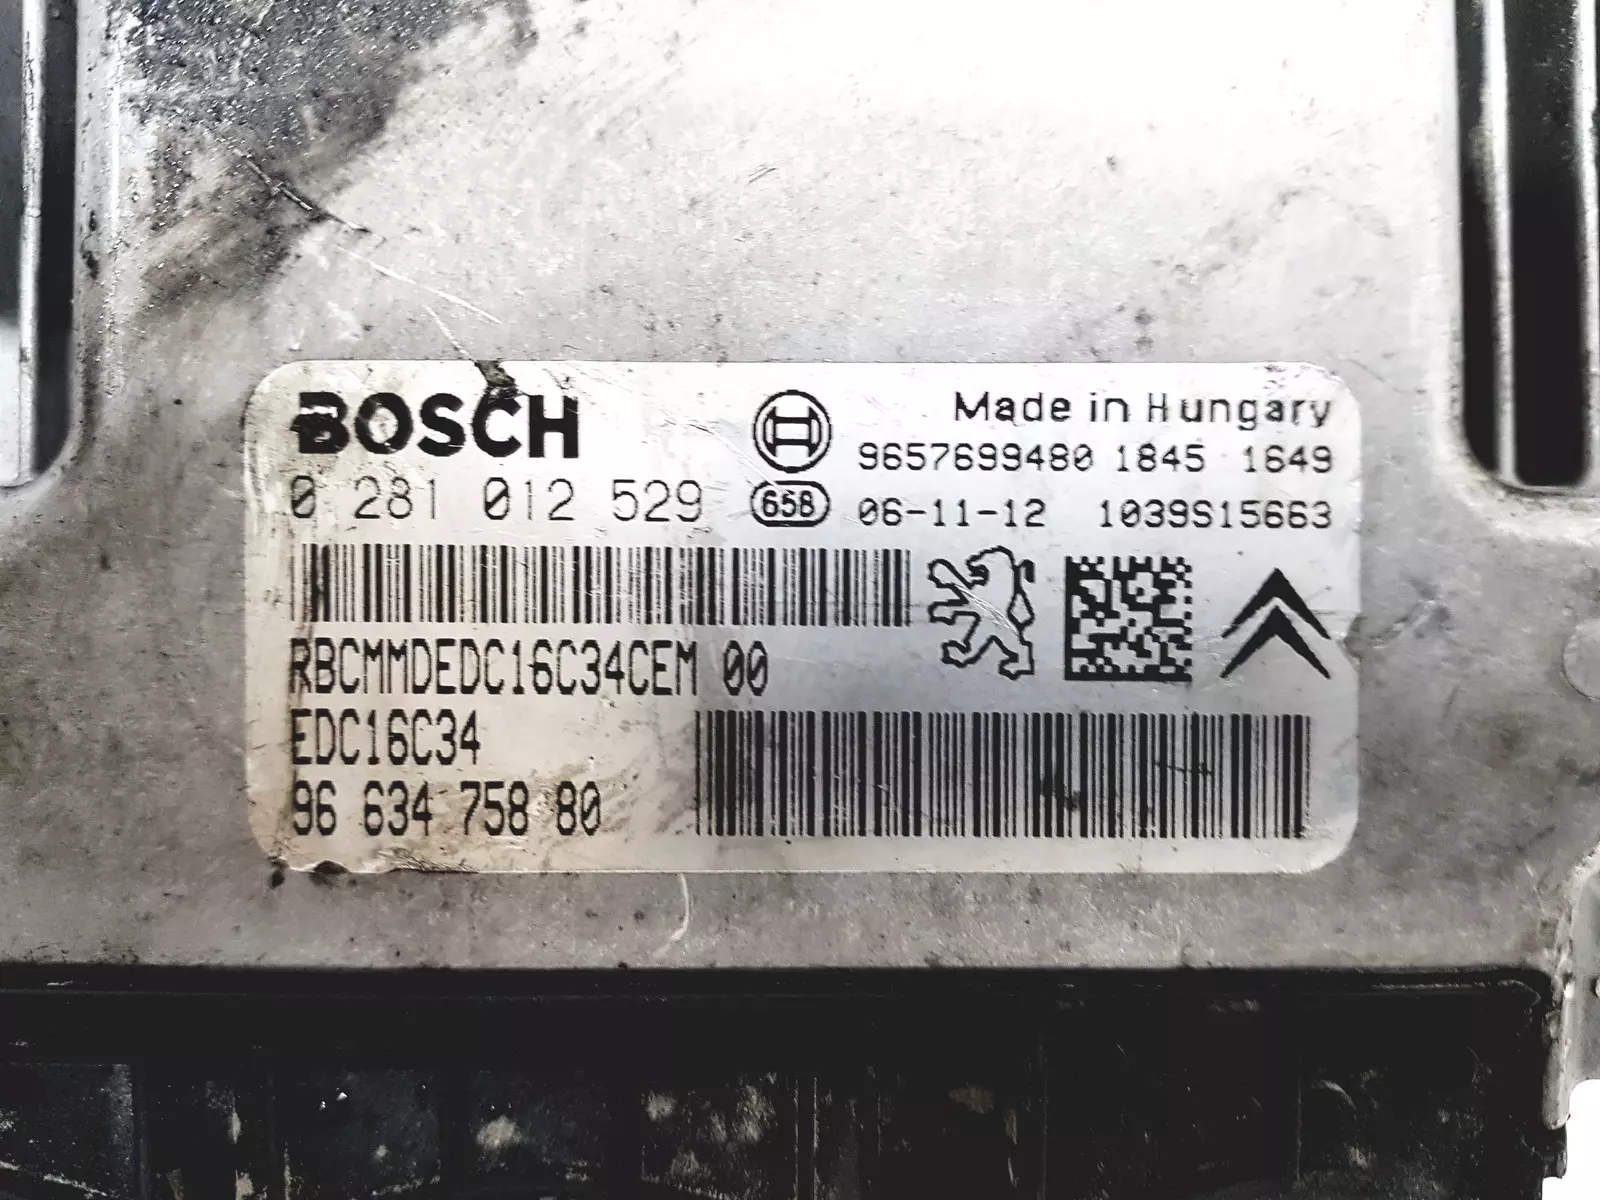 BOSCH
Made in Hungary
9657699480 1845 1649
0 281 012 529
658
06-11-12 1039S15663
RBCMMDEDC16C34CEM 00
EDC16C34
96 634 758 80